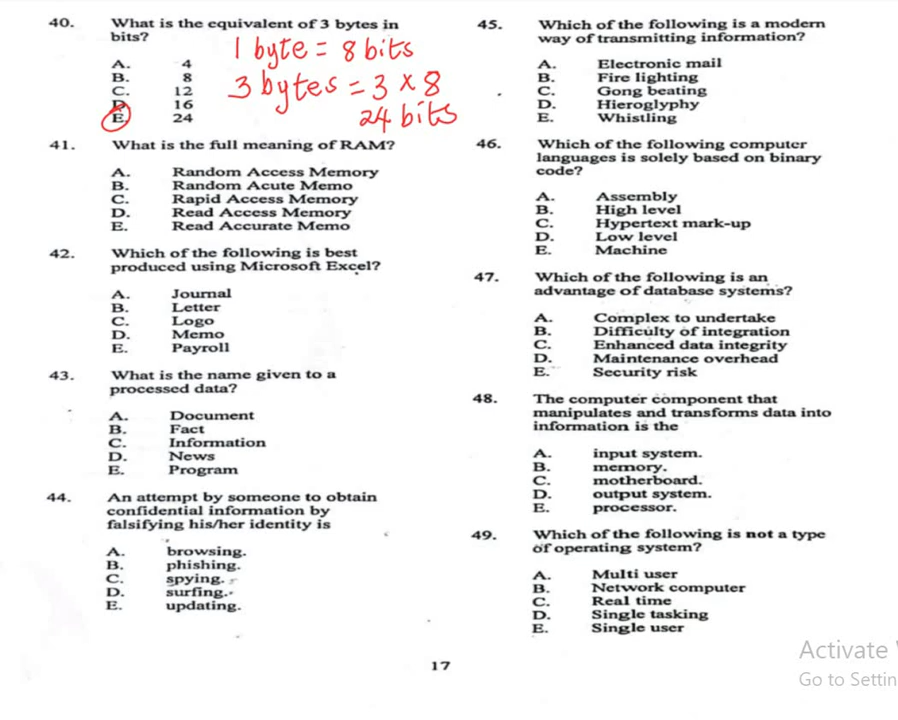 40. What is the equivalent of 3 bytes in
bits?
1 byte = 8 bits
3 bytes = 3 x 8
24 bits
A. 4
B. 8
C. 12
D. 16
E. 24
41. What is the full meaning of RAM?
A. Random Access Memory
B. Random Acute Memo
C. Rapid Access Memory
D. Read Access Memory
E. Read Accurate Memo
42. Which of the following is best
produced using Microsoft Excel?
A. Journal
B. Letter
C. Logo
D. Memo
E. Payroll
43. What is the name given to a
processed data?
A. Document
B. Fact
C. Information
D. News
E. Program
44. An attempt by someone to obtain
confidential information by
falsifying his/her identity is
A. browsing.
B. phishing.
C. spying.
D. surfing.
E. updating.
45. Which of the following is a modern
way of transmitting information?
A. Electronic mail
B. Fire lighting
C. Gong beating
D. Hieroglyphy
E. Whistling
46. Which of the following computer
languages is solely based on binary
code?
A. Assembly
B. High level
C. Hypertext mark-up
D. Low level
E. Machine
47. Which of the following is an
advantage of database systems?
A. Complex to undertake
B. Difficulty of integration
C. Enhanced data integrity
D. Maintenance overhead
E. Security risk
48. The computer component that
manipulates and transforms data into
information is the
A. input system.
B. memory.
C. motherboard.
D. output system.
E. processor.
49. Which of the following is not a type
of operating system?
A. Multi user
B. Network computer
C. Real time
D. Single tasking
E. Single user
17
Activate
Go to Settin